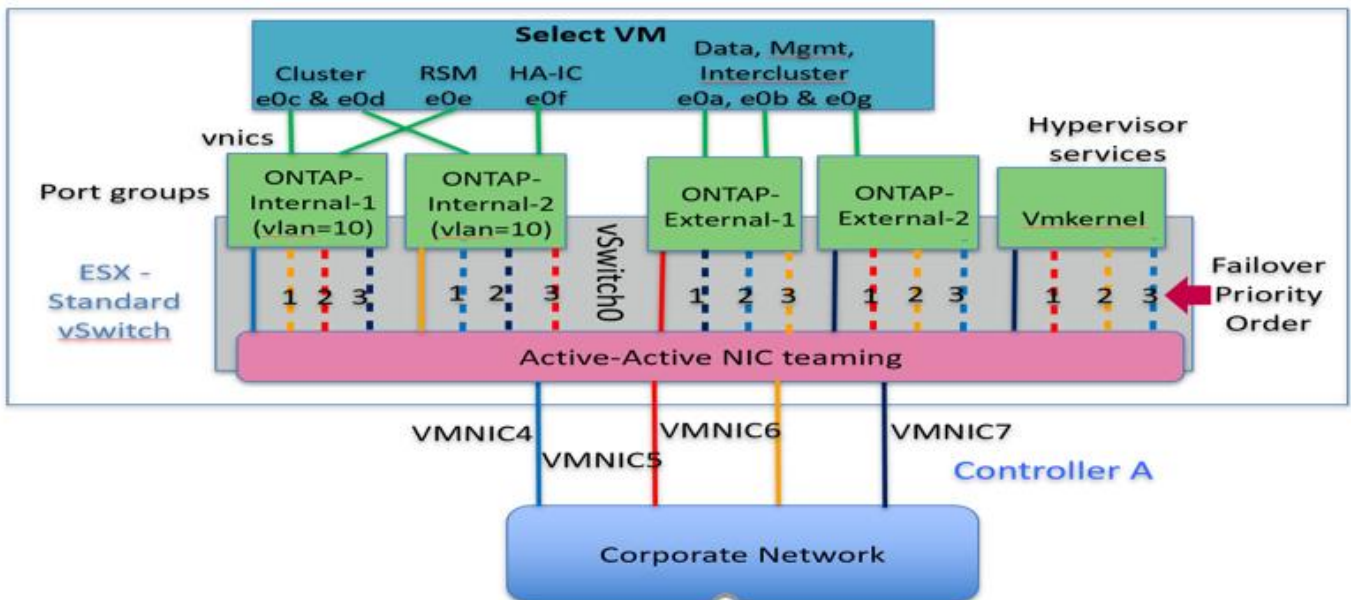 Select VM
Cluster
e0c & e0d
RSM
e0e
HA-IC
e0f
Data, Mgmt,
Intercluster
e0a, e0b & e0g
vnics
Hypervisor
services
Port groups
ONTAP-
Internal-1
(vlan=10)
ONTAP-
Internal-2
(vlan=10)
ONTAP-
External-1
ONTAP-
External-2
Vmkernel
vSwitch0
ESX -
Standard
vSwitch
1 2 3
1 2 3
1 2 3
1 2 3
1 2 3
Failover
Priority
Order
Active-Active NIC teaming
VMNIC4
VMNIC5
VMNIC6
VMNIC7
Controller A
Corporate Network